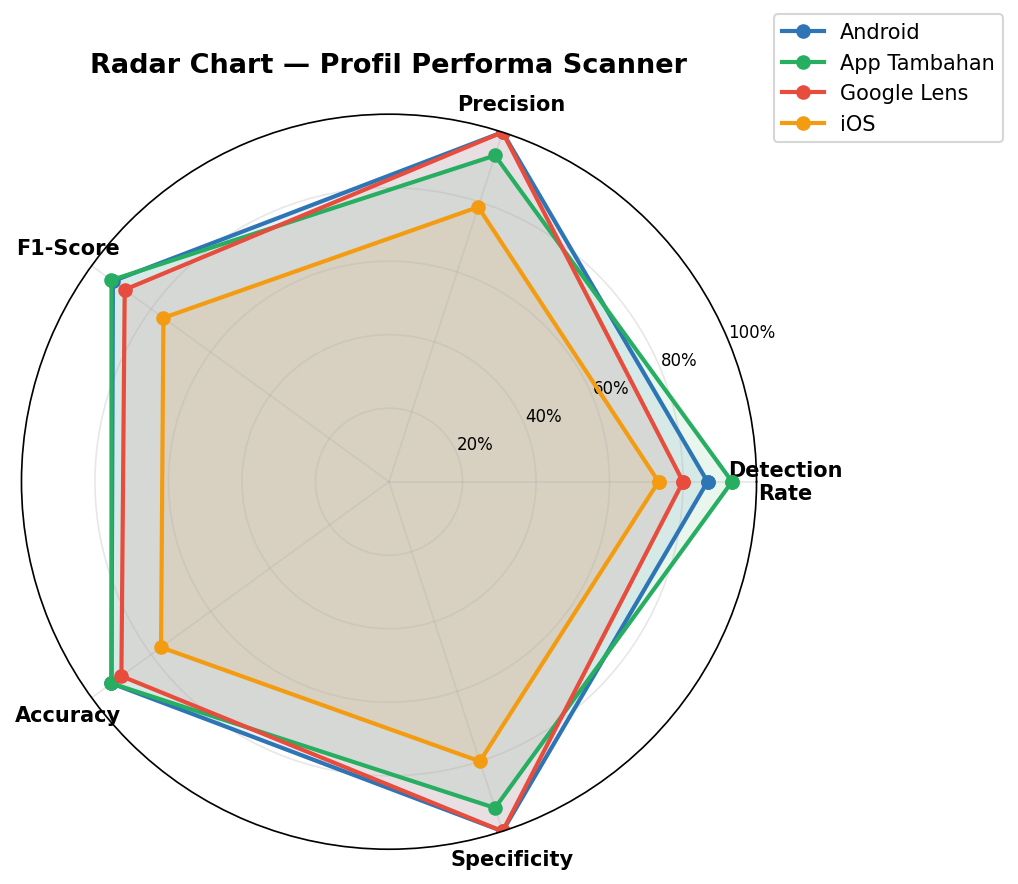 Radar Chart — Profil Performa Scanner
Android
App Tambahan
Google Lens
iOS
Precision
F1-Score
100%
80%
60%
40%
20%
Detection
Rate
Accuracy
Specificity